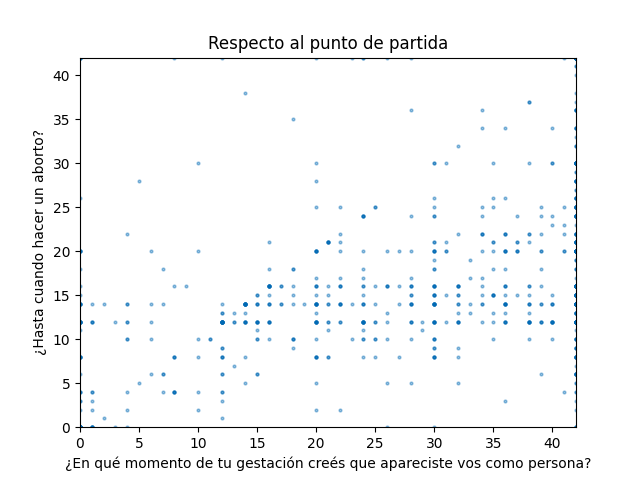 Respecto al punto de partida
¿Hasta cuando hacer un aborto?
40
35
30
25
20
15
10
5
0
0 5 10 15 20 25 30 35 40
¿En qué momento de tu gestación creés que apareciste vos como persona?